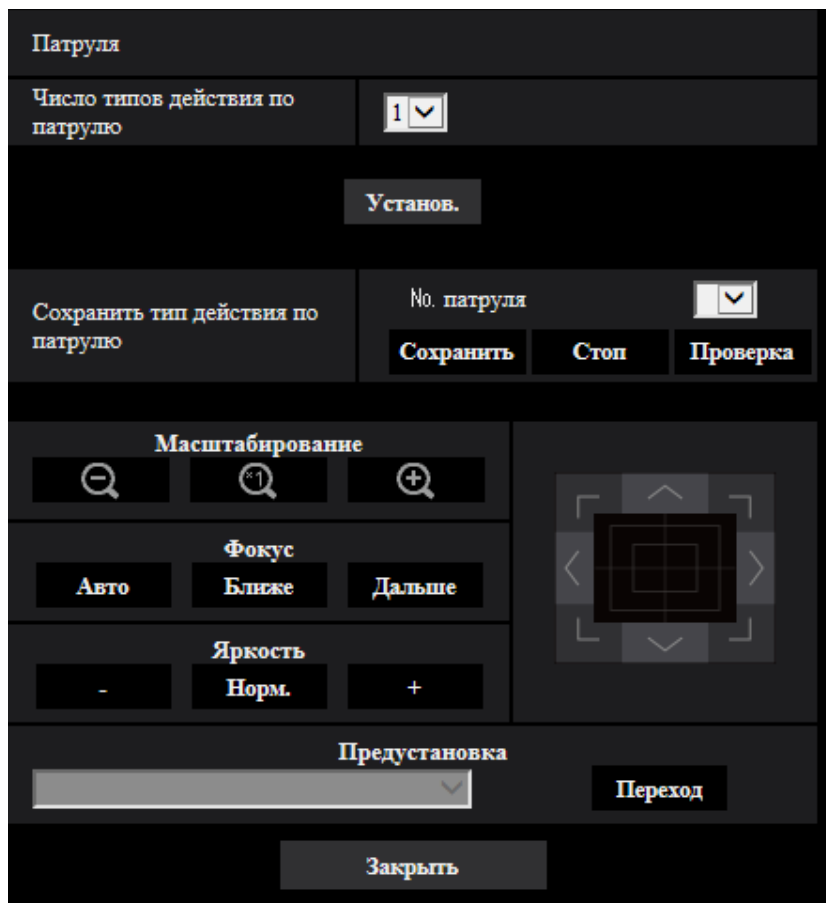 Патруля
Число типов действия по
патрулю
1
Установ.
Сохранить тип действия по
патрулю
No. патруля
Сохранить Стоп Проверка
Масштабирование
×1
Фокус
Авто Ближе Дальше
Яркость
- Норм. +
Предустановка
Переход
Закрыть